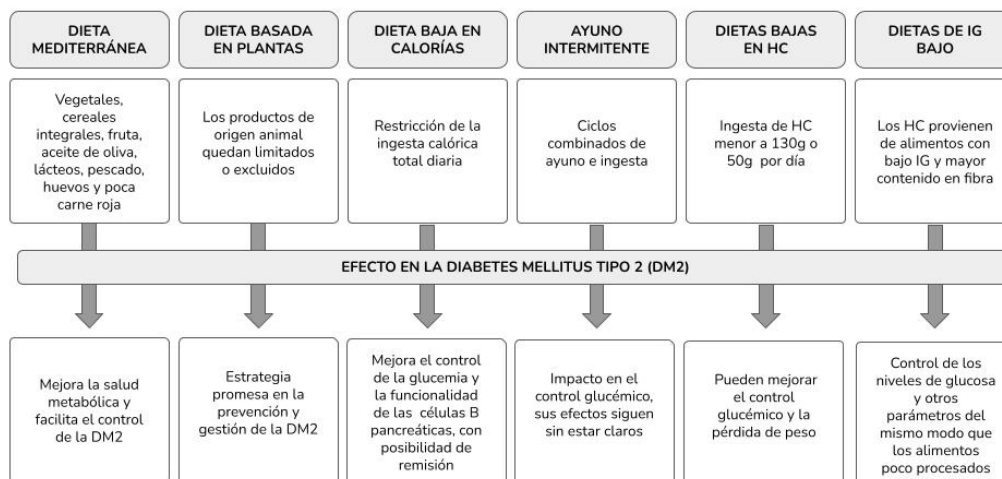 DIETA
MEDITERRÁNEA
DIETA BASADA
EN PLANTAS
DIETA BAJA EN
CALORÍAS
AYUNO
INTERMITENTE
DIETAS BAJAS
EN HC
DIETAS DE IG
BAJO
Vegetales,
cereales
integrales, fruta,
aceite de oliva,
lácteos, pescado,
huevos y poca
carne roja
Los productos de
origen animal
quedan limitados
o excluidos
Restricción de la
ingesta calórica
total diaria
Ciclos
combinados de
ayuno e ingesta
Ingesta de HC
menor a 130g o
50g por día
Los HC provienen
de alimentos con
bajo IG y mayor
contenido en fibra
EFECTO EN LA DIABETES MELLITUS TIPO 2 (DM2)
Mejora la salud
metabólica y
facilita el control
de la DM2
Estrategia
promesa en la
prevención y
gestión de la DM2
Mejora el control
de la glucemia y
la funcionalidad
de las células B
pancreáticas, con
posibilidad de
remisión
Impacto en el
control glucémico,
sus efectos siguen
sin estar claros
Pueden mejorar
el control
glucémico y la
pérdida de peso
Control de los
niveles de glucosa
y otros
parámetros del
mismo modo que
los alimentos
poco procesados